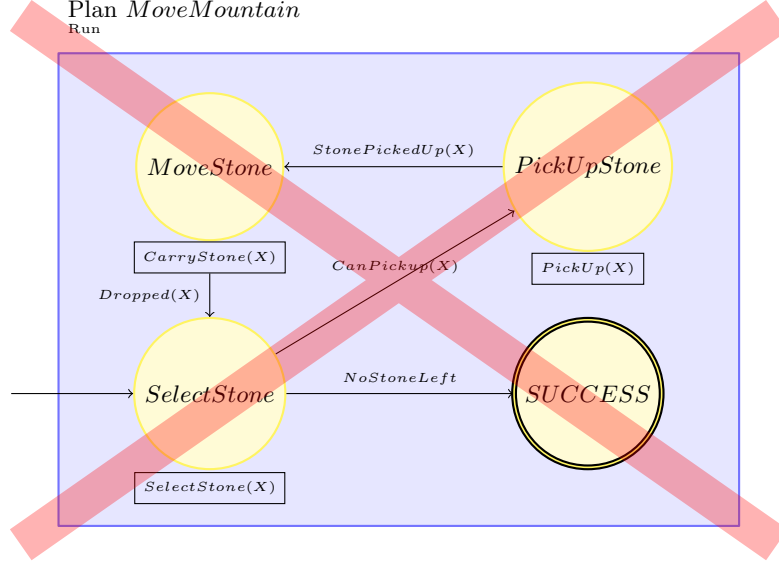 Plan MoveMountain
Run
MoveStone
StonePickedUp(X)
PickUpStone
CarryStone(X)
CanPickup(X)
PickUp(X)
Dropped(X)
SelectStone
NoStoneLeft
SUCCESS
SelectStone(X)